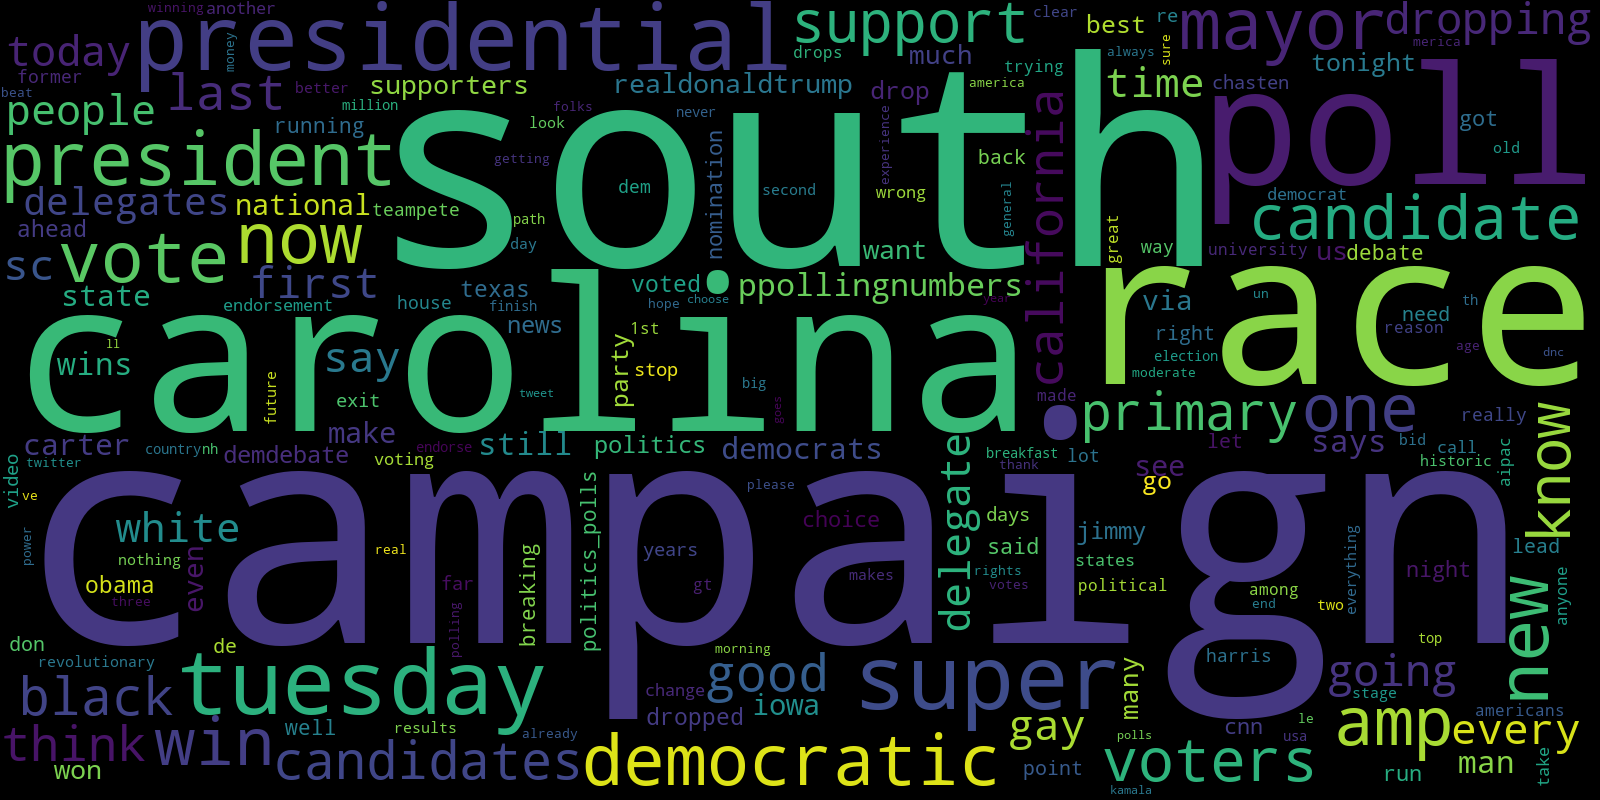 winning another
presidential
support
clear
best
re
mayor
dropping
today
money
drops
much
sure
always
merica
former
last
better
supporters
realdonaldtrump
drop
trying
america
time
tonight
chasten
poll
beat
people
million
running
folks
look
never
south
experience
california
got
old
president
getting
dem
second
nomination
back
wrong
general
democrat
delegates
national
teampete
path
candidate
ahead
day
want
great
way
university
us
debate
vote
now
sc
first
state
endorsement
house
texas
finish
news
voted
hope
choose
ppollingnumbers
year
race
via
un
th
need
right
reason
carolina
wins
ll
say
party
1st
stop
election
moderate
age
dnc
future
exit
tweet
big
goes
made
primary
one
really
know
carter
make
endorse
still
politics
democrats
delegate
breakfast
lot
let
says
bid
call
country
nh
demdebate
voting
thank
see
historic
aipac
video
twitter
please
go
ve
campaign
white
choice
days
jimmy
power
nothing
real
years
said
states
lead
everything
night
obama
even
far
breaking
politics_polls
makes
gt
rights
votes
political
among
end
two
new
anyone
three
polling
don
de
morning
top
revolutionary
tuesday
good
super
harris
going
black
change
dropped
iowa
many
stage
americans
think
win
well
results
already
gay
cnn
le
usa
amp
every
won
candidates
democratic
point
voters
polls
kamala
run
man
take